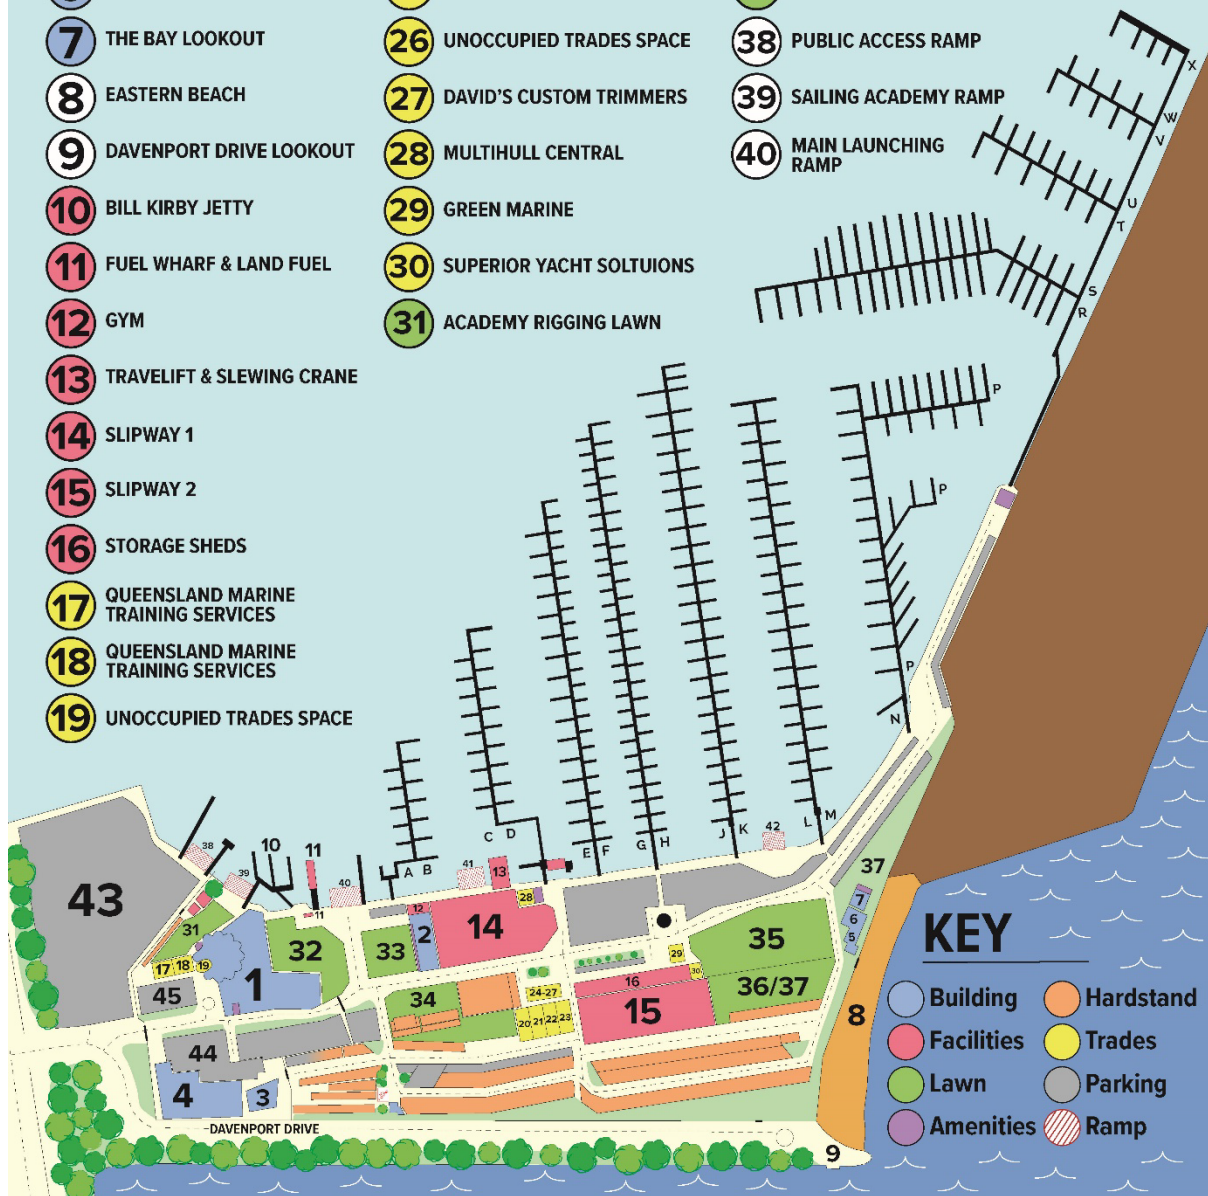 7 THE BAY LOOKOUT
8 EASTERN BEACH
9 DAVENPORT DRIVE LOOKOUT
10 BILL KIRBY JETTY
11 FUEL WHARF & LAND FUEL
12 GYM
13 TRAVELIFT & SLEWING CRANE
14 SLIPWAY 1
15 SLIPWAY 2
16 STORAGE SHEDS
17 QUEENSLAND MARINE
TRAINING SERVICES
18 QUEENSLAND MARINE
TRAINING SERVICES
19 UNOCCUPIED TRADES SPACE
26 UNOCCUPIED TRADES SPACE
27 DAVID'S CUSTOM TRIMMERS
28 MULTIHULL CENTRAL
29 GREEN MARINE
30 SUPERIOR YACHT SOLTUIONS
31 ACADEMY RIGGING LAWN
38 PUBLIC ACCESS RAMP
39 SAILING ACADEMY RAMP
40 MAIN LAUNCHING
RAMP
X
W
V
U
T
S
R
P
P
P
N
M
L
K
J
H
G
F
E
D
C
B
A
42
41
13
40
11
10
39
38
43
11
12
28
37
7
6
5
31
32
33
2
14
35
29
30
17 18 19
1
45
34
24-27
20 21 22 23
16
15
36/37
8
44
4
3
DAVENPORT DRIVE
9
KEY
Building
Hardstand
Facilities
Trades
Lawn
Parking
Amenities
Ramp